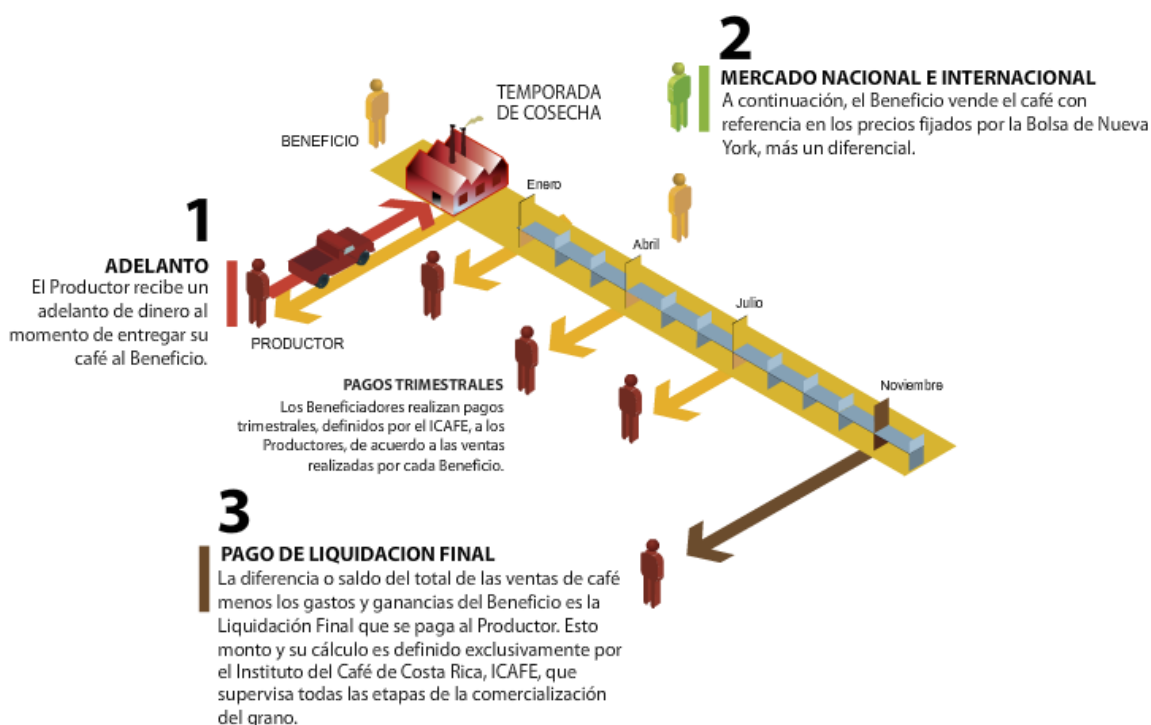 TEMPORADA
DE COSECHA
BENEFICIO
1
ADELANTO
El Productor recibe un
adelanto de dinero al
momento de entregar su
café al Beneficio.
PRODUCTOR
2
MERCADO NACIONAL E INTERNACIONAL
A continuación, el Beneficio vende el café con
referencia en los precios fijados por la Bolsa de Nueva
York, más un diferencial.
Enero
Abril
Julio
Noviembre
PAGOS TRIMESTRALES
Los Beneficiadores realizan pagos
trimestrales, definidos por el ICAFE, a los
Productores, de acuerdo a las ventas
realizadas por cada Beneficio.
3
PAGO DE LIQUIDACION FINAL
La diferencia o saldo del total de las ventas de café
menos los gastos y ganancias del Beneficio es la
Liquidación Final que se paga al Productor. Esto
monto y su cálculo es definido exclusivamente por
el Instituto del Café de Costa Rica, ICAFE, que
supervisa todas las etapas de la comercialización
del grano.